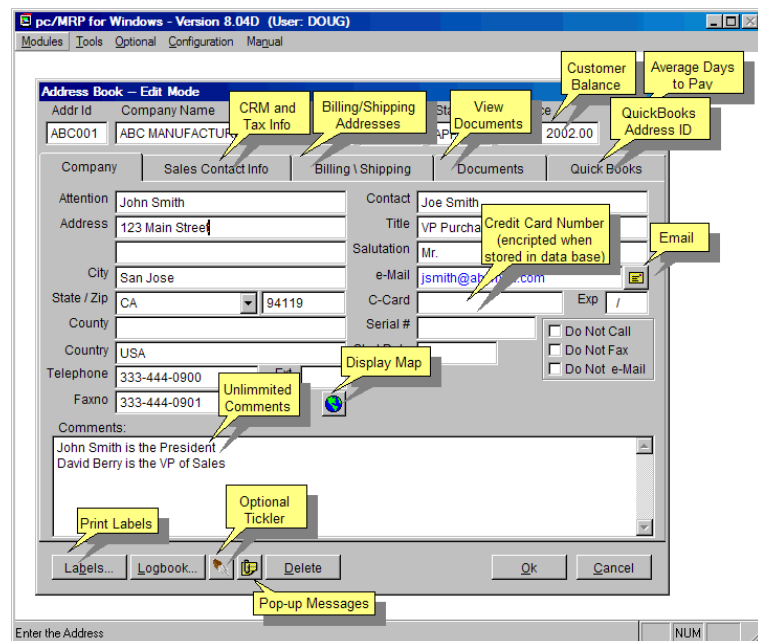 pc/MRP for Windows - Version 8.04D (User: DOUG)
Modules Tools Optional Configuration Manual
Customer Balance
Average Days to Pay
Address Book – Edit Mode
CRM and Tax Info
Billing/Shipping Addresses
View Documents
QuickBooks Address ID
Addr Id Company Name
ABC001 ABC MANUFACTU 2002.00
Company Sales Contact Info Billing \ Shipping Documents Quick Books
Attention John Smith Contact Joe Smith
Address 123 Main Street Title VP Purcha
Credit Card Number
(encripted when
stored in data base)
Email
Salutation Mr.
City San Jose e-Mail
State / Zip CA 94119 C-Card Exp /
County Serial # Do Not Call
Country USA Do Not Fax
Telephone 333-444-0900 Do Not e-Mail
Display Map
Faxno 333-444-0901
Unlimmited
Comments
Comments:
John Smith is the President
David Berry is the VP of Sales
Optional
Tickler
Print Labels
Labels... Logbook... Delete Ok Cancel
Pop-up Messages
Enter the Address NUM